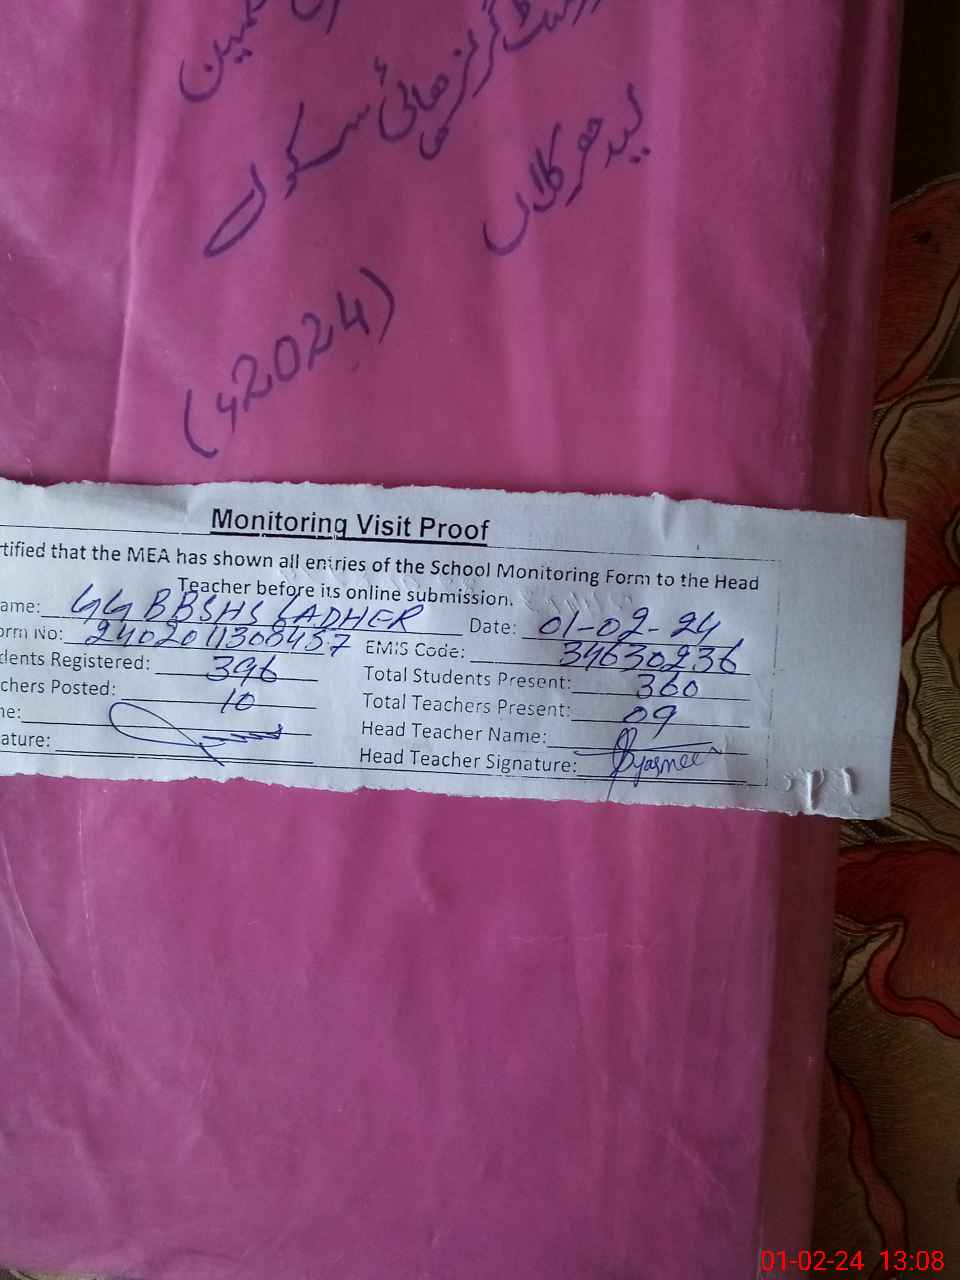 گرلز ھائی سکول
لیدھر کلاں
(2024ء)
Monitoring Visit Proof
rtified that the MEA has shown all entries of the School Monitoring Form to the Head
Teacher before its online submission.
ame: GGBBSHS LADHER Date: 01-02-24
orm No: 2402011308437 EMIS Code: 34630236
dents Registered: 396 Total Students Present: 360
chers Posted: 10 Total Teachers Present: 09
ne: Head Teacher Name:
ature: Head Teacher Signature:
01-02-24 13:08